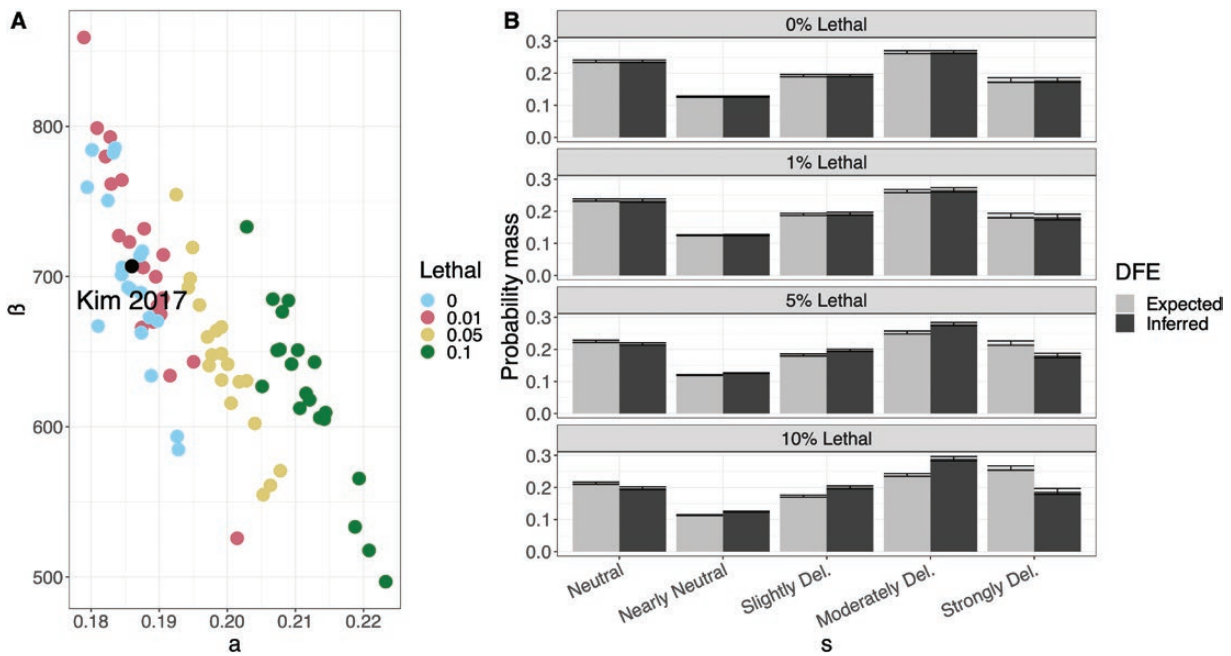 A
800
700
600
500
ß
Kim 2017
0.18
0.19
0.20
0.21
0.22
a
Lethal
0
0.01
0.05
0.1
B
0% Lethal
0.3
0.2
0.1
0.0
1% Lethal
0.3
0.2
0.1
0.0
5% Lethal
0.3
0.2
0.1
0.0
10% Lethal
0.3
0.2
0.1
0.0
Probability mass
Neutral
Nearly Neutral
Slightly Del.
Moderately Del.
Strongly Del.
s
DFE
Expected
Inferred